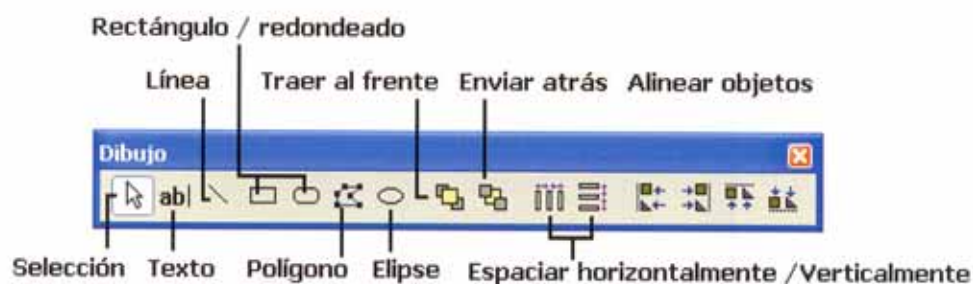 Rectángulo / redondeado
Línea
Traer al frente
Enviar atrás
Alinear objetos
Dibujo
ab
Selección
Texto
Polígono
Elipse
Espaciar horizontalmente /Verticalmente